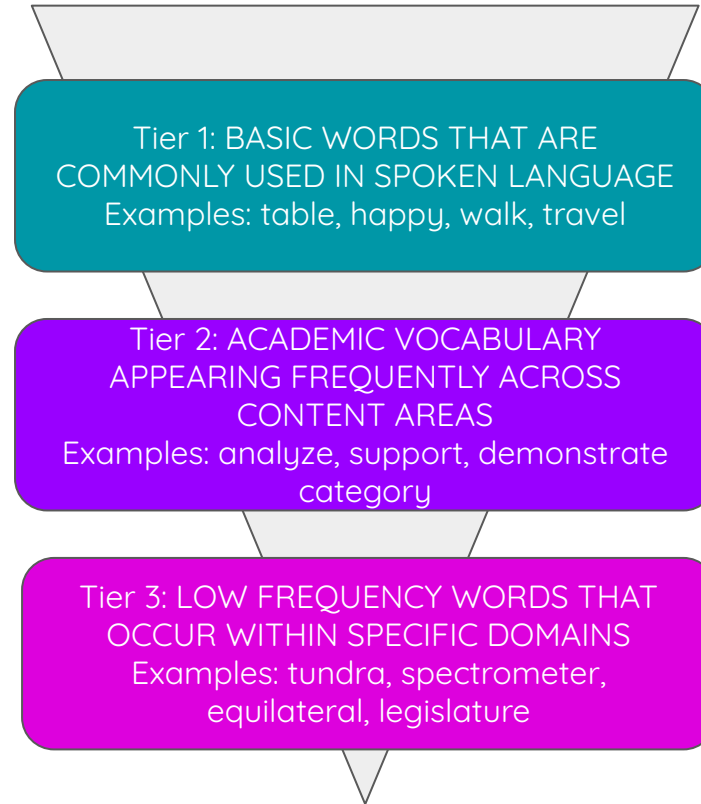 Tier 1: BASIC WORDS THAT ARE
COMMONLY USED IN SPOKEN LANGUAGE
Examples: table, happy, walk, travel
Tier 2: ACADEMIC VOCABULARY
APPEARING FREQUENTLY ACROSS
CONTENT AREAS
Examples: analyze, support, demonstrate
category
Tier 3: LOW FREQUENCY WORDS THAT
OCCUR WITHIN SPECIFIC DOMAINS
Examples: tundra, spectrometer,
equilateral, legislature